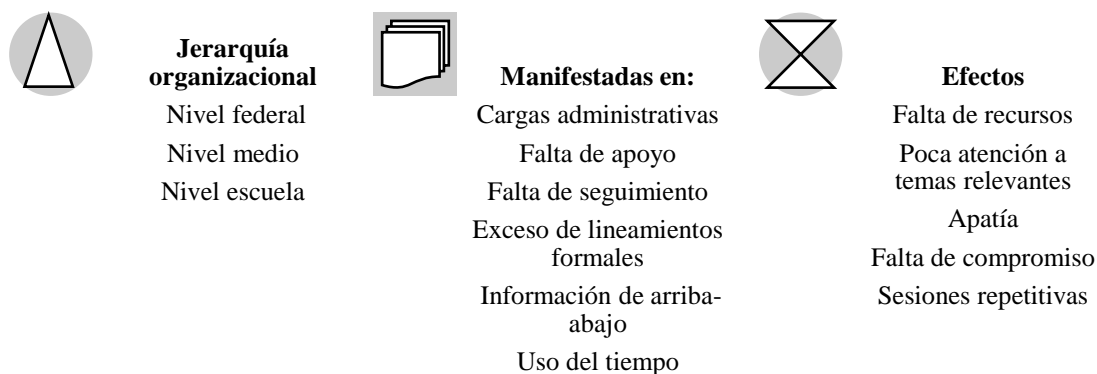 Jerarquía
organizacional
Nivel federal
Nivel medio
Nivel escuela
Manifestadas en:
Cargas administrativas
Falta de apoyo
Falta de seguimiento
Exceso de lineamientos
formales
Información de arriba-
abajo
Uso del tiempo
Efectos
Falta de recursos
Poca atención a
temas relevantes
Apatía
Falta de compromiso
Sesiones repetitivas